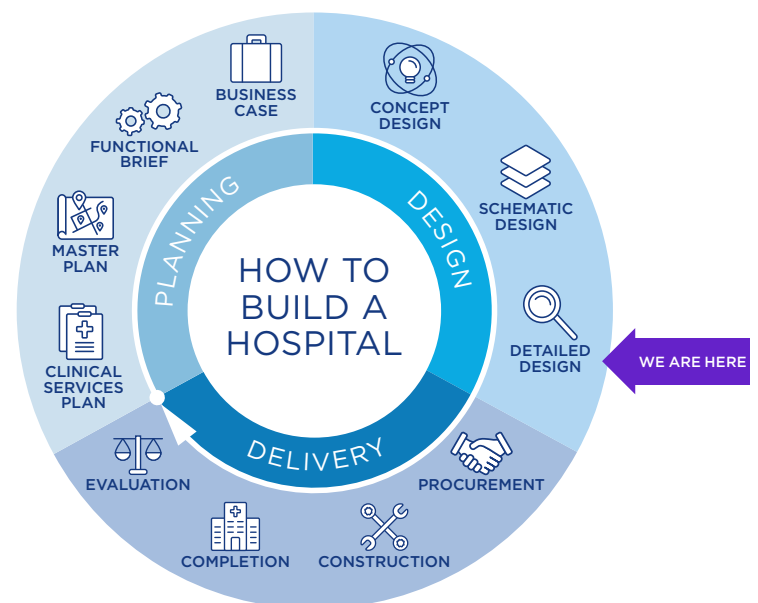 HOW TO
BUILD A
HOSPITAL
PLANNING
CLINICAL
SERVICES
PLAN
MASTER
PLAN
FUNCTIONAL
BRIEF
BUSINESS
CASE
DESIGN
CONCEPT
DESIGN
SCHEMATIC
DESIGN
DETAILED
DESIGN
WE ARE HERE
DELIVERY
PROCUREMENT
CONSTRUCTION
COMPLETION
EVALUATION